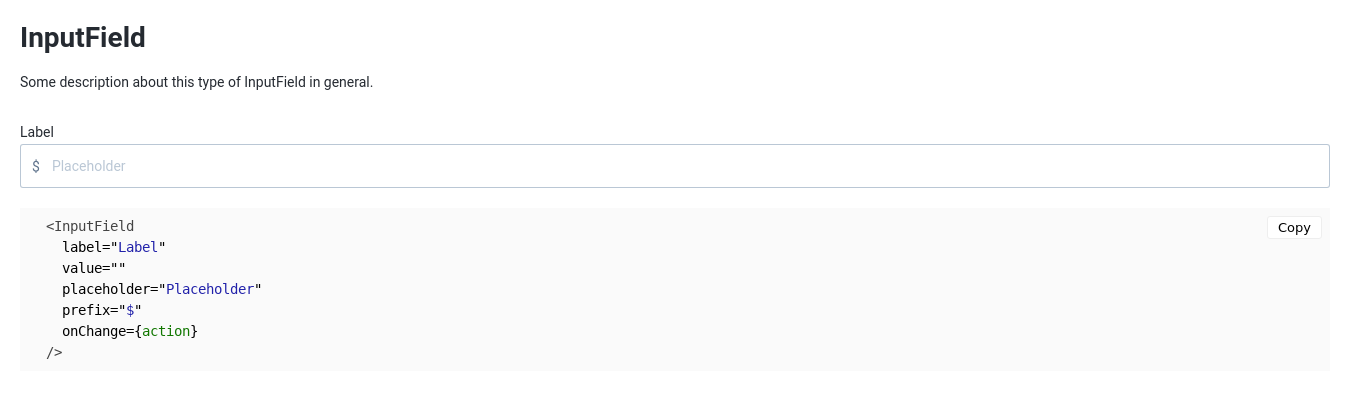 InputField
Some description about this type of InputField in general.
Label
$ Placeholder
<InputField
Copy
label="Label"
value=""
placeholder="Placeholder"
prefix="$"
onChange={action}
/>